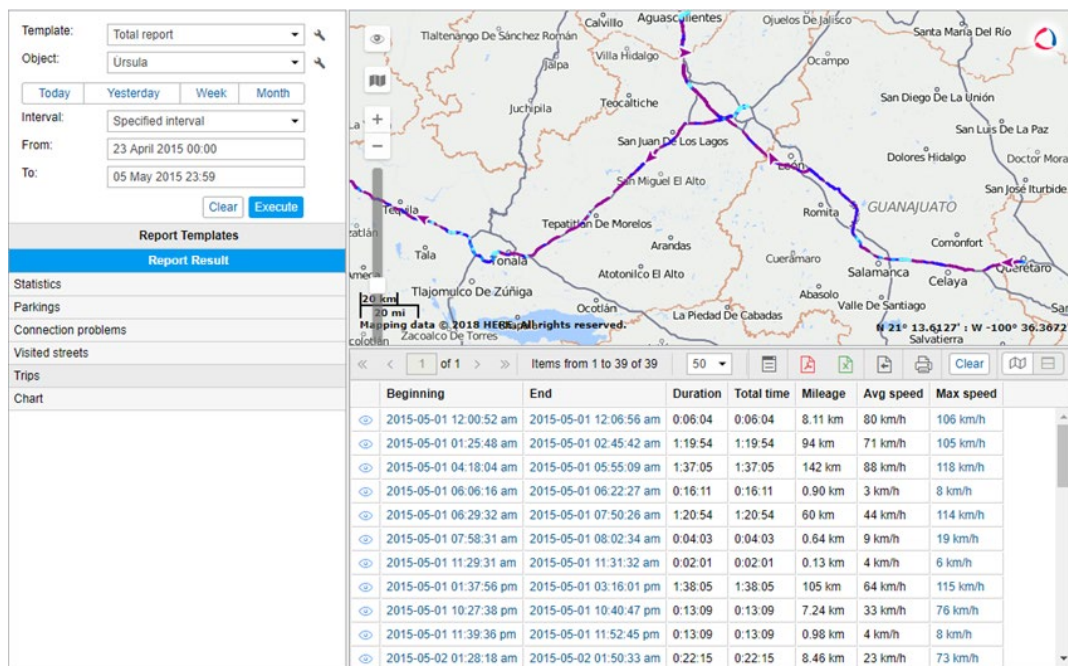 Template: Total report
Object: Úrsula
Today Yesterday Week Month
Interval: Specified interval
From: 23 April 2015 00:00
To: 05 May 2015 23:59
Clear Execute
Report Templates
Report Result
Statistics
Parkings
Connection problems
Visited streets
Trips
Chart
Calvillo
Aguascalientes
Ojuelos de Jalisco
Tlaltenango De Sánchez Román
Santa María Del Río
Villa Hidalgo
Jalpa
Ocampo
Teocaltiche
San Diego De La Unión
Juchipila
San Luis De La Paz
San Juan De Los Lagos
Dolores Hidalgo
Doctor Mora
León
San Miguel El Alto
San José Iturbide
Tequila
Romita
GUANAJUATO
Tepatitlán De Morelos
Arandas
Comonfort
Tala
Tonalá
Cuerámaro
Querétaro
Atotonilco El Alto
Salamanca
Celaya
Tlajomulco De Zúñiga
Abasolo
Ocotlán
Valle De Santiago
La Piedad De Cabadas
20 km
20 mi
Mapping data © 2018 HERE. All rights reserved.
N 21° 13.6127' : W -100° 36.3672'
Zacoalco De Torres
Salvatierra
1 of 1 Items from 1 to 39 of 39 50 Clear
Beginning End Duration Total time Mileage Avg speed Max speed
2015-05-01 12:00:52 am 2015-05-01 12:06:56 am 0:06:04 0:06:04 8.11 km 80 km/h 106 km/h
2015-05-01 01:25:48 am 2015-05-01 02:45:42 am 1:19:54 1:19:54 94 km 71 km/h 105 km/h
2015-05-01 04:18:04 am 2015-05-01 05:55:09 am 1:37:05 1:37:05 142 km 88 km/h 118 km/h
2015-05-01 06:06:16 am 2015-05-01 06:22:27 am 0:16:11 0:16:11 0.90 km 3 km/h 8 km/h
2015-05-01 06:29:32 am 2015-05-01 07:50:26 am 1:20:54 1:20:54 60 km 44 km/h 114 km/h
2015-05-01 07:58:31 am 2015-05-01 08:02:34 am 0:04:03 0:04:03 0.64 km 9 km/h 19 km/h
2015-05-01 11:29:31 am 2015-05-01 11:31:32 am 0:02:01 0:02:01 0.13 km 4 km/h 6 km/h
2015-05-01 01:37:56 pm 2015-05-01 03:16:01 pm 1:38:05 1:38:05 105 km 64 km/h 115 km/h
2015-05-01 10:27:38 pm 2015-05-01 10:40:47 pm 0:13:09 0:13:09 7.24 km 33 km/h 76 km/h
2015-05-01 11:39:36 pm 2015-05-01 11:52:45 pm 0:13:09 0:13:09 0.98 km 4 km/h 8 km/h
2015-05-02 01:28:18 am 2015-05-02 01:50:33 am 0:22:15 0:22:15 8.46 km 23 km/h 73 km/h